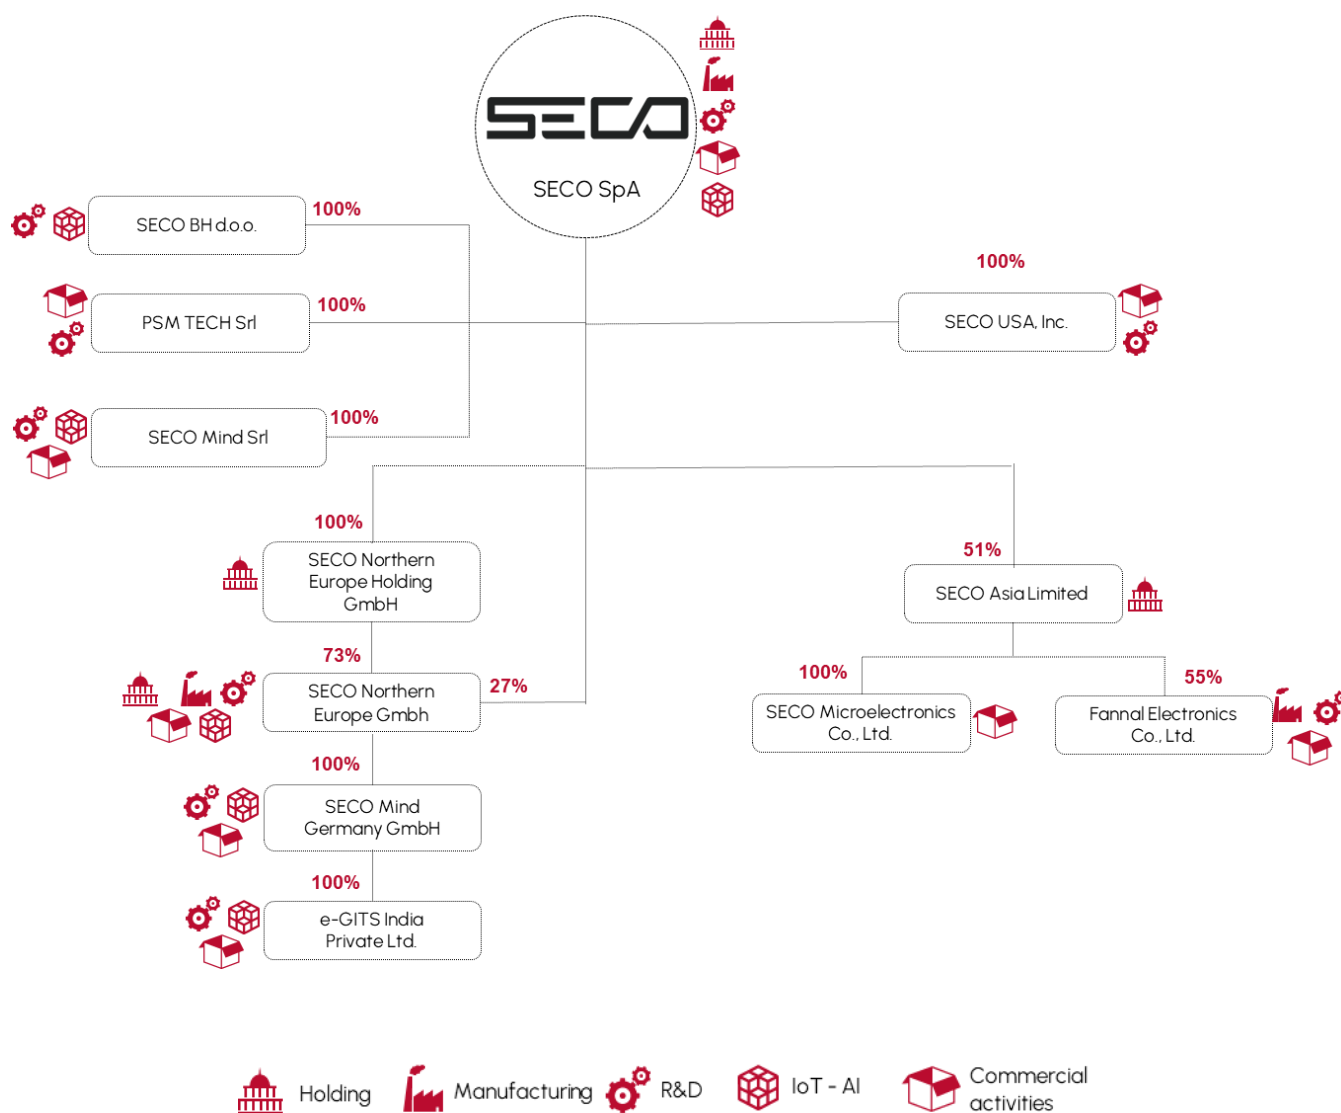 SECO
SECO SpA
100%
SECO BH d.o.o.
100%
PSM TECH Srl
100%
SECO USA, Inc.
100%
SECO Mind Srl
100%
SECO Northern
Europe Holding
GmbH
51%
SECO Asia Limited
73%
SECO Northern
Europe Gmbh
27%
100%
SECO Microelectronics
Co., Ltd.
55%
Fannal Electronics
Co., Ltd.
100%
SECO Mind
Germany GmbH
100%
e-GITS India
Private Ltd.
Holding
Manufacturing
R&D
IoT - AI
Commercial
activities